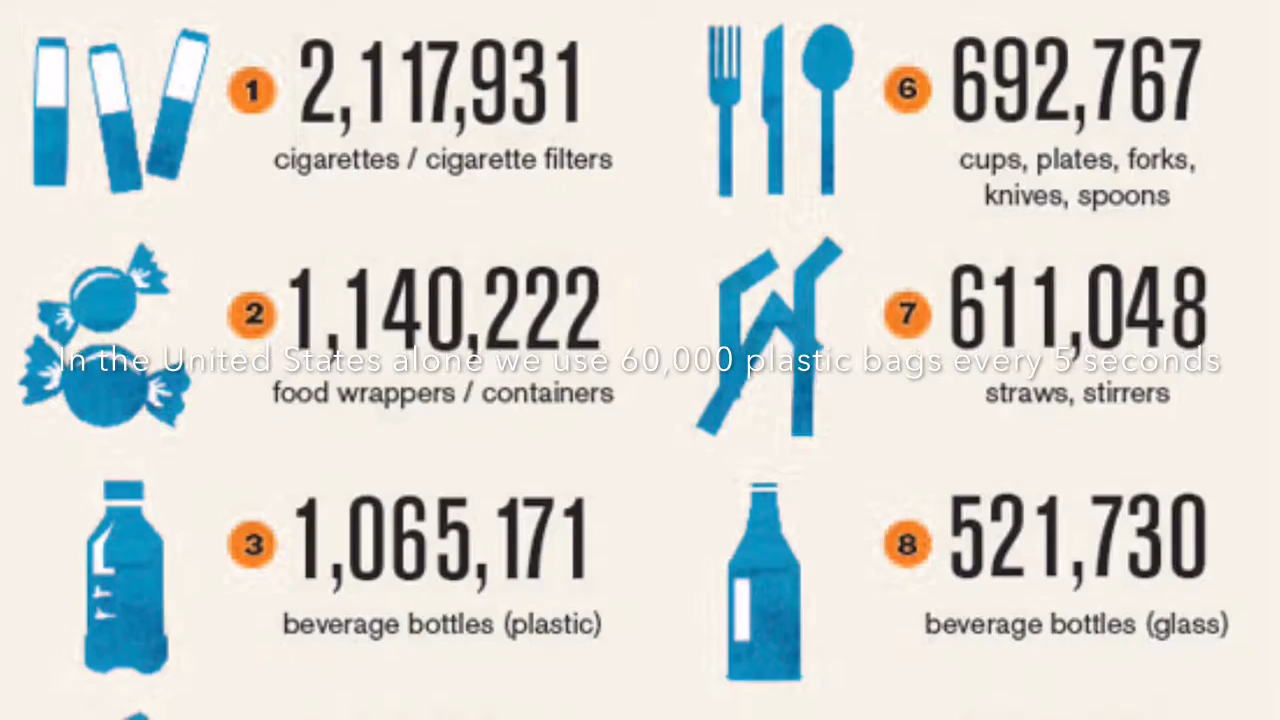 1 2,117,931
cigarettes / cigarette filters
6 692,767
cups, plates, forks,
knives, spoons
2 1,140,222
food wrappers / containers
7 611,048
straws, stirrers
In the United States alone we use 60,000 plastic bags every 5 seconds
3 1,065,171
beverage bottles (plastic)
8 521,730
beverage bottles (glass)